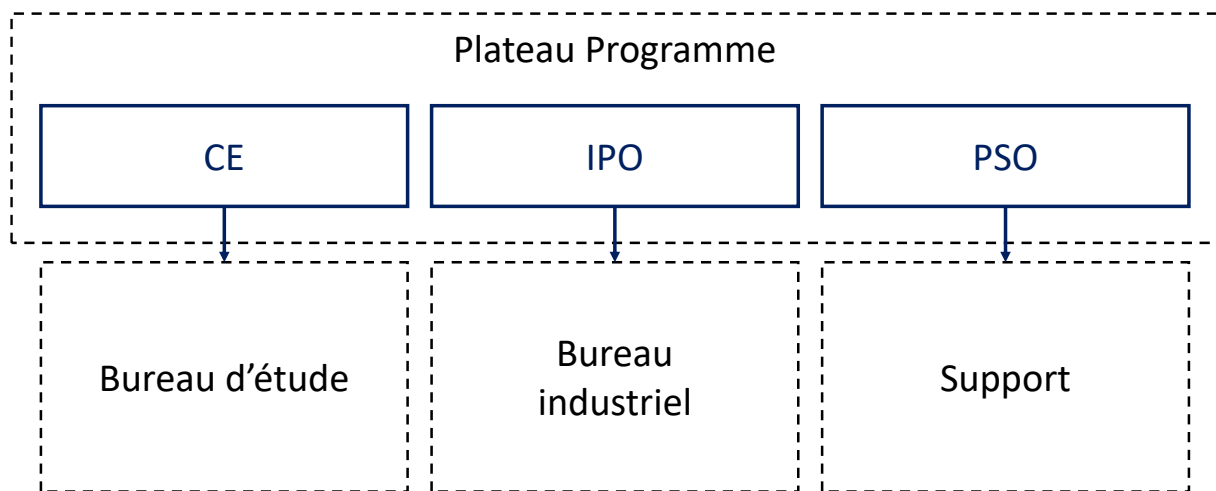 Plateau Programme
CE
IPO
PSO
Bureau d’étude
Bureau
industriel
Support